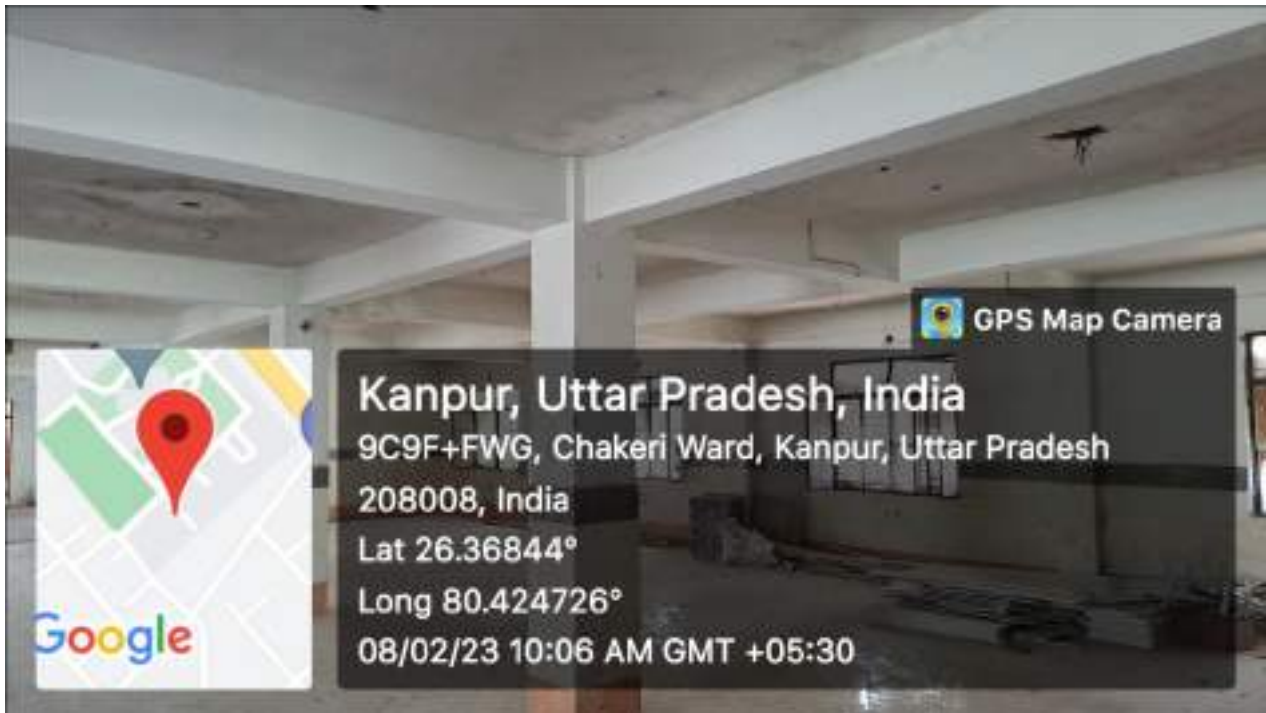 GPS Map Camera
Kanpur, Uttar Pradesh, India
9C9F+FWG, Chakeri Ward, Kanpur, Uttar Pradesh
208008, India
Lat 26.36844°
Long 80.424726°
08/02/23 10:06 AM GMT +05:30
Google